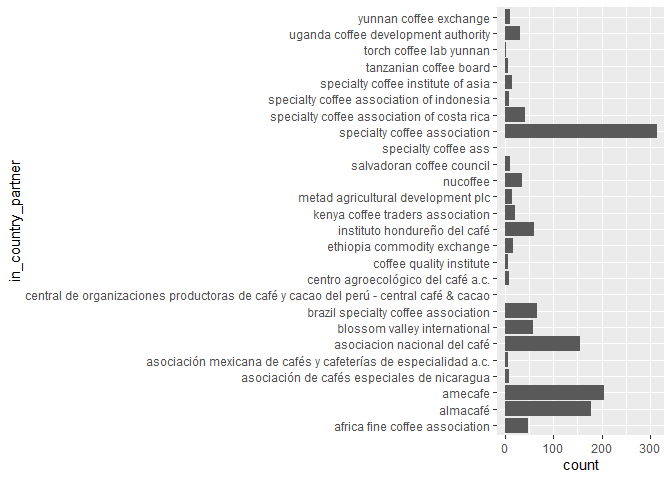 in_country_partner
yunnan coffee exchange
uganda coffee development authority
torch coffee lab yunnan
tanzanian coffee board
specialty coffee institute of asia
specialty coffee association of indonesia
specialty coffee association of costa rica
specialty coffee association
specialty coffee ass
salvadoran coffee council
nucoffee
metad agricultural development plc
kenya coffee traders association
instituto hondureño del café
ethiopia commodity exchange
coffee quality institute
centro agroecológico del café a.c.
central de organizaciones productoras de café y cacao del perú - central café & cacao
brazil specialty coffee association
blossom valley international
asociacion nacional del café
asociación mexicana de cafés y cafeterías de especialidad a.c.
asociación de cafés especiales de nicaragua
amecafe
almacafé
africa fine coffee association
0 100 200 300
count